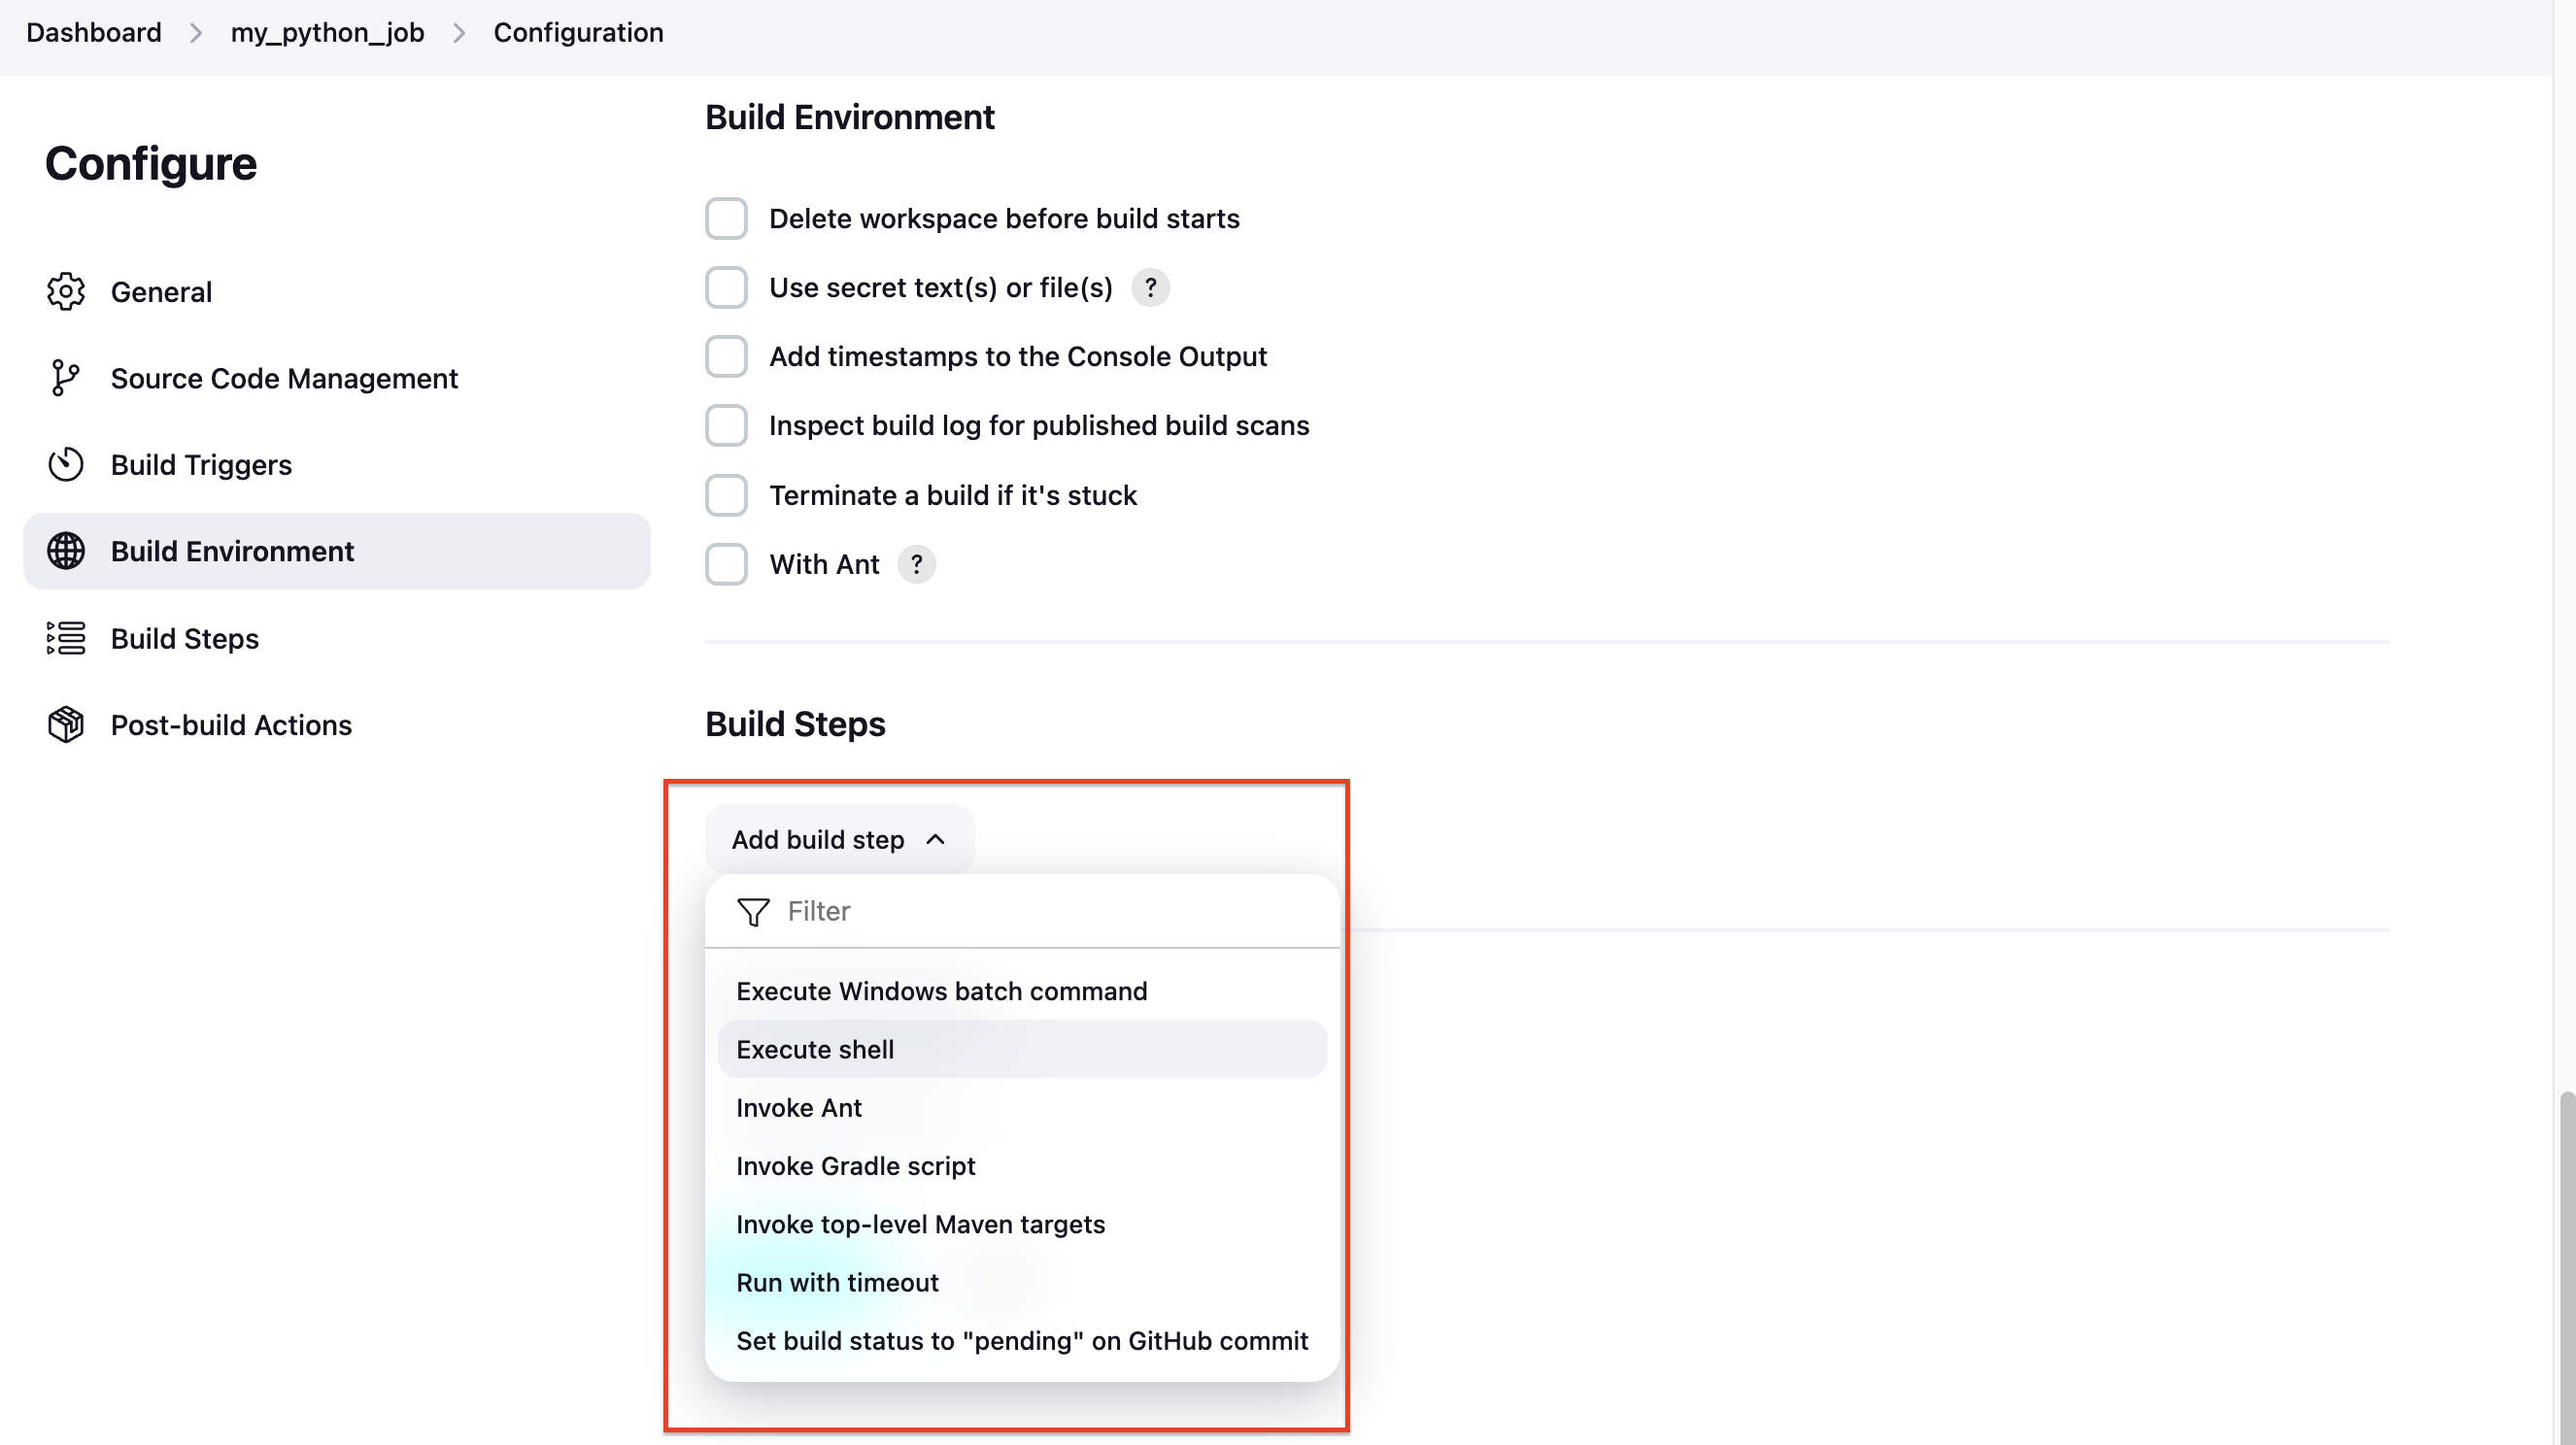 Dashboard > my_python_job > Configuration
Configure
General
Source Code Management
Build Triggers
Build Environment
Build Steps
Post-build Actions
Build Environment
Delete workspace before build starts
Use secret text(s) or file(s) ?
Add timestamps to the Console Output
Inspect build log for published build scans
Terminate a build if it's stuck
With Ant ?
Build Steps
Add build step
Filter
Execute Windows batch command
Execute shell
Invoke Ant
Invoke Gradle script
Invoke top-level Maven targets
Run with timeout
Set build status to "pending" on GitHub commit